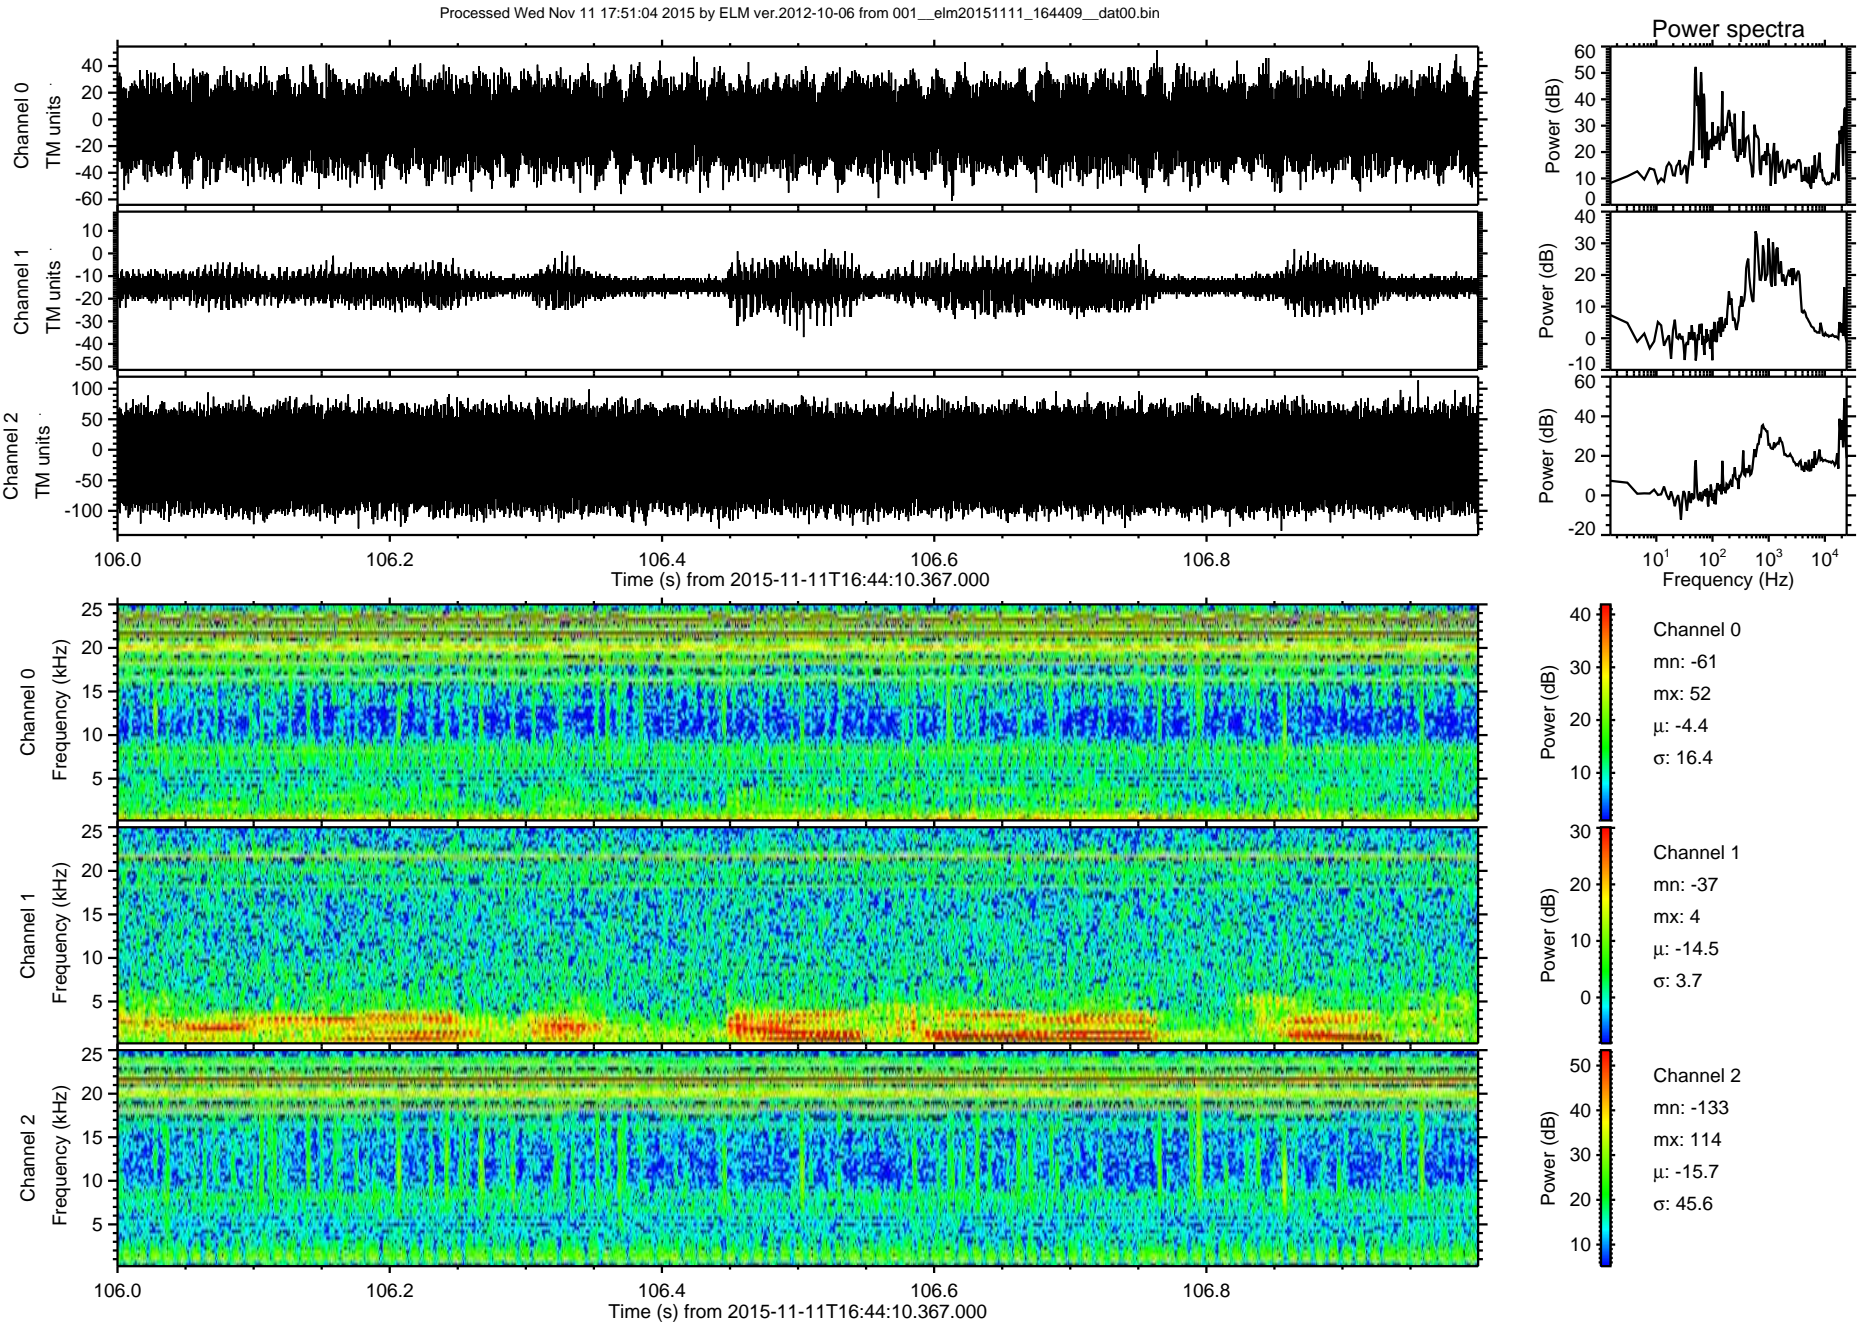 Processed Wed Nov 11 17:51:04 2015 by ELM ver.2012-10-06 from 001__elm20151111_164409__dat00.bin
Power spectra
Channel 0
TM units
40
20
0
-20
-40
-60
Power (dB)
60
50
40
30
20
10
0
Channel 1
TM units
10
0
-10
-20
-30
-40
-50
Power (dB)
40
30
20
10
0
-10
Channel 2
TM units
100
50
0
-50
-100
Power (dB)
60
40
20
0
-20
106.0 106.2 106.4 106.6 106.8
Time (s) from 2015-11-11T16:44:10.367.000
10^1 10^2 10^3 10^4
Frequency (Hz)
Channel 0
Frequency (kHz)
25
20
15
10
5
Power (dB)
40
30
20
10
Channel 0
mn: -61
mx: 52
μ: -4.4
σ: 16.4
Channel 1
Frequency (kHz)
25
20
15
10
5
Power (dB)
30
20
10
0
Channel 1
mn: -37
mx: 4
μ: -14.5
σ: 3.7
Channel 2
Frequency (kHz)
25
20
15
10
5
Power (dB)
50
40
30
20
10
Channel 2
mn: -133
mx: 114
μ: -15.7
σ: 45.6
106.0 106.2 106.4 106.6 106.8
Time (s) from 2015-11-11T16:44:10.367.000